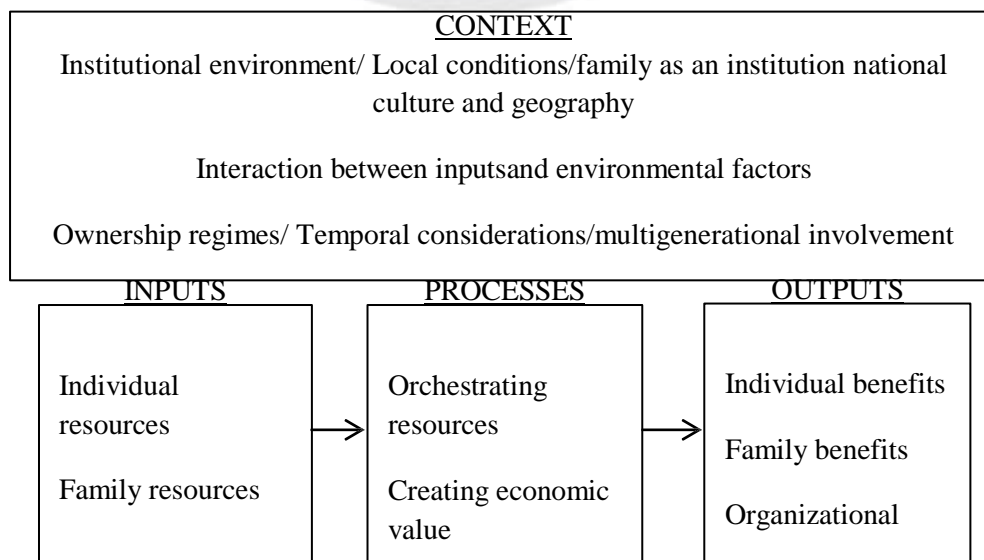 CONTEXT
Institutional environment/ Local conditions/family as an institution national
culture and geography
Interaction between inputsand environmental factors
Ownership regimes/ Temporal considerations/multigenerational involvement
INPUTS
Individual
resources
Family resources
PROCESSES
Orchestrating
resources
Creating economic
value
OUTPUTS
Individual benefits
Family benefits
Organizational